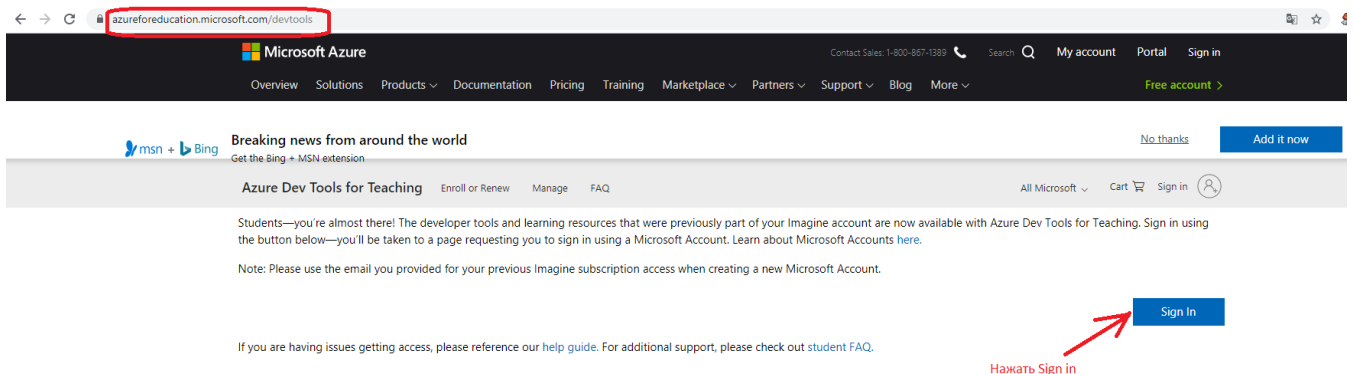 azureforeducation.microsoft.com/devtools
Microsoft Azure Contact Sales: 1-800-867-1389 Search My account Portal Sign in
Overview Solutions Products Documentation Pricing Training Marketplace Partners Support Blog More Free account >
msn + Bing Breaking news from around the world No thanks Add it now
Get the Bing + MSN extension
Azure Dev Tools for Teaching Enroll or Renew Manage FAQ All Microsoft Cart Sign in
Students—you're almost there! The developer tools and learning resources that were previously part of your Imagine account are now available with Azure Dev Tools for Teaching. Sign in using
the button below—you'll be taken to a page requesting you to sign in using a Microsoft Account. Learn about Microsoft Accounts here.
Note: Please use the email you provided for your previous Imagine subscription access when creating a new Microsoft Account.
Sign In
If you are having issues getting access, please reference our help guide. For additional support, please check out student FAQ.
Нажать Sign in